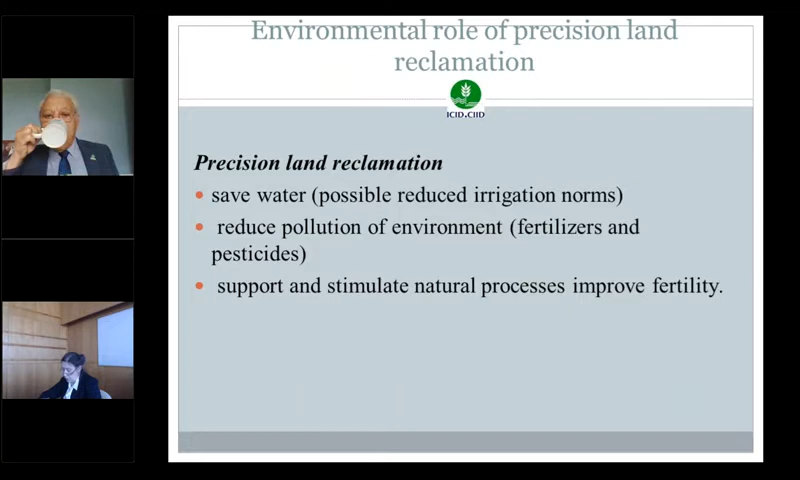 Environmental role of precision land
reclamation
ICID.CIID
Precision land reclamation
save water (possible reduced irrigation norms)
reduce pollution of environment (fertilizers and
pesticides)
support and stimulate natural processes improve fertility.